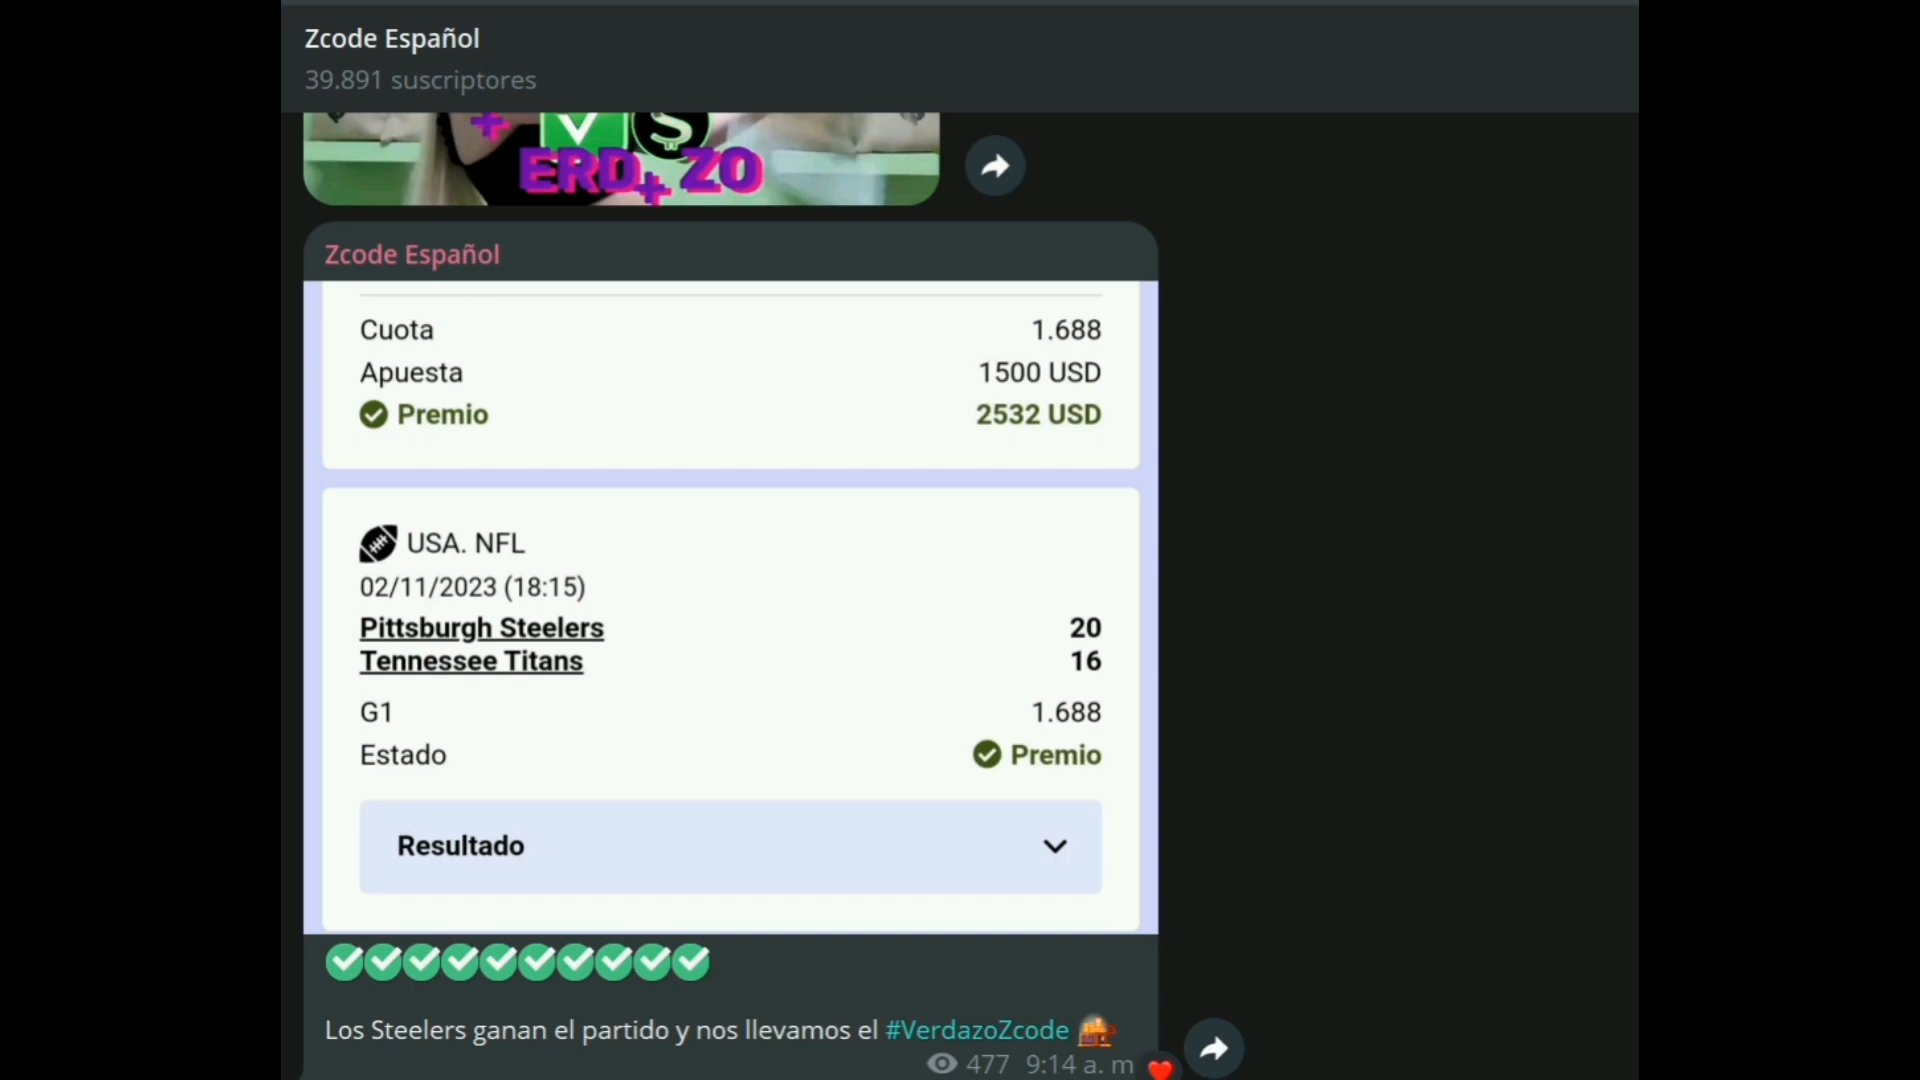 Zcode Español
39.891 suscriptores
ERD ZO
Zcode Español
Cuota 1.688
Apuesta 1500 USD
Premio 2532 USD
USA. NFL
02/11/2023 (18:15)
Pittsburgh Steelers 20
Tennessee Titans 16
G1 1.688
Estado Premio
Resultado
Los Steelers ganan el partido y nos llevamos el #VerdazoZcode
477 9:14 a. m